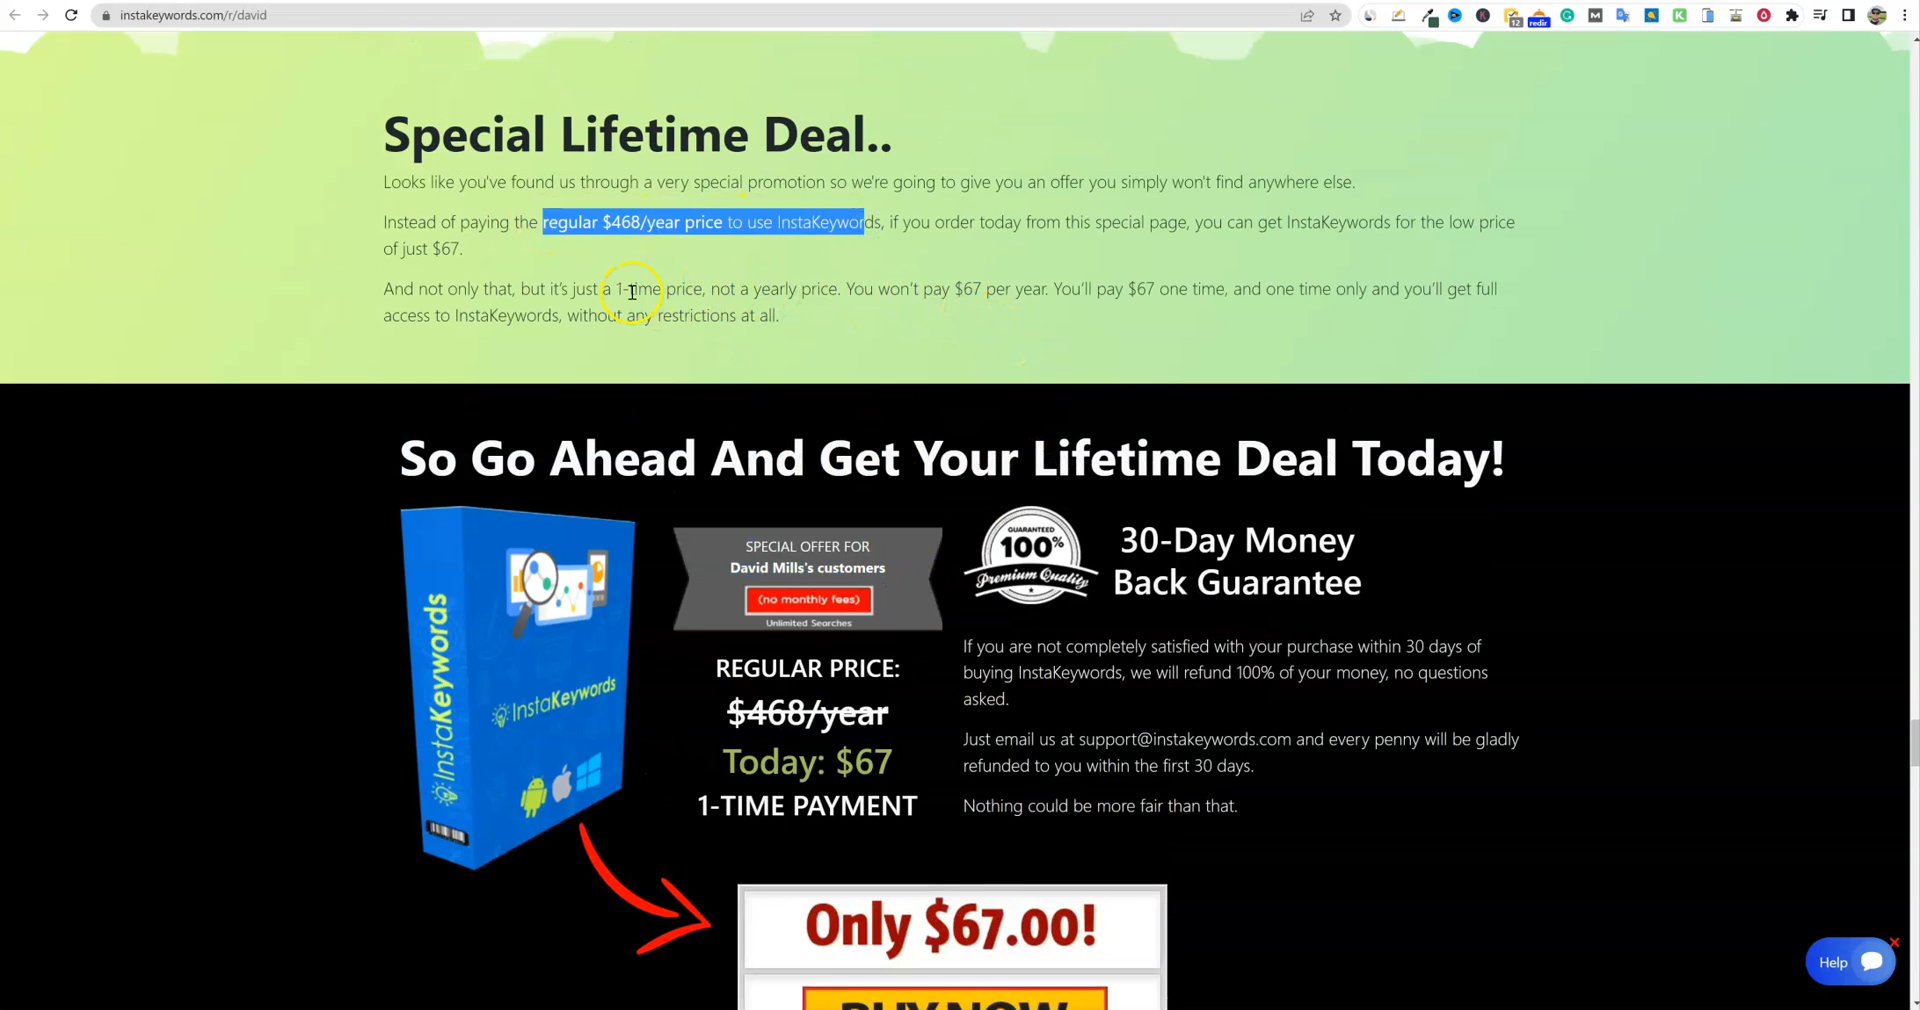 instakeywords.com/r/david
12
redir
Special Lifetime Deal..
Looks like you've found us through a very special promotion so we're going to give you an offer you simply won't find anywhere else.
Instead of paying the regular $468/year price to use InstaKeywords, if you order today from this special page, you can get InstaKeywords for the low price
of just $67.
And not only that, but it's just a 1-time price, not a yearly price. You won't pay $67 per year. You'll pay $67 one time, and one time only and you'll get full
access to InstaKeywords, without any restrictions at all.
So Go Ahead And Get Your Lifetime Deal Today!
InstaKeywords
InstaKeywords
SPECIAL OFFER FOR
David Mills's customers
(no monthly fees)
Unlimited Searches
REGULAR PRICE:
$468/year
Today: $67
1-TIME PAYMENT
GUARANTEED
100%
Premium Quality
30-Day Money
Back Guarantee
If you are not completely satisfied with your purchase within 30 days of
buying InstaKeywords, we will refund 100% of your money, no questions
asked.
Just email us at support@instakeywords.com and every penny will be gladly
refunded to you within the first 30 days.
Nothing could be more fair than that.
Only $67.00!
BUY NOW
Help